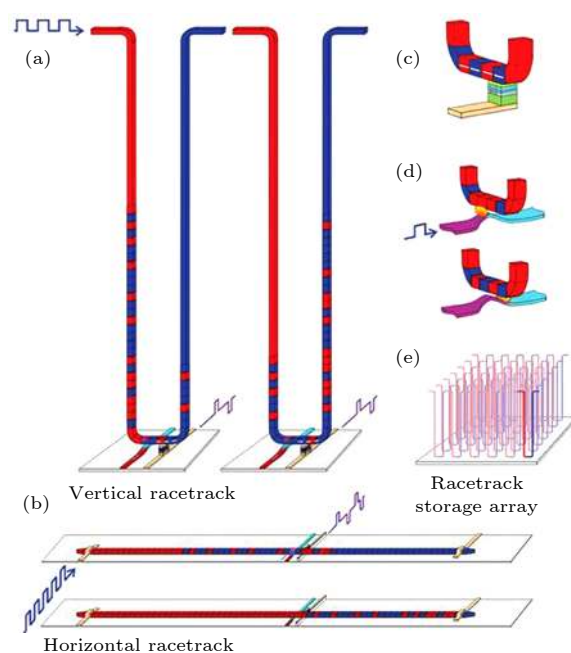 (a)
(c)
(d)
(e)
Vertical racetrack
Racetrack
storage array
(b)
Horizontal racetrack